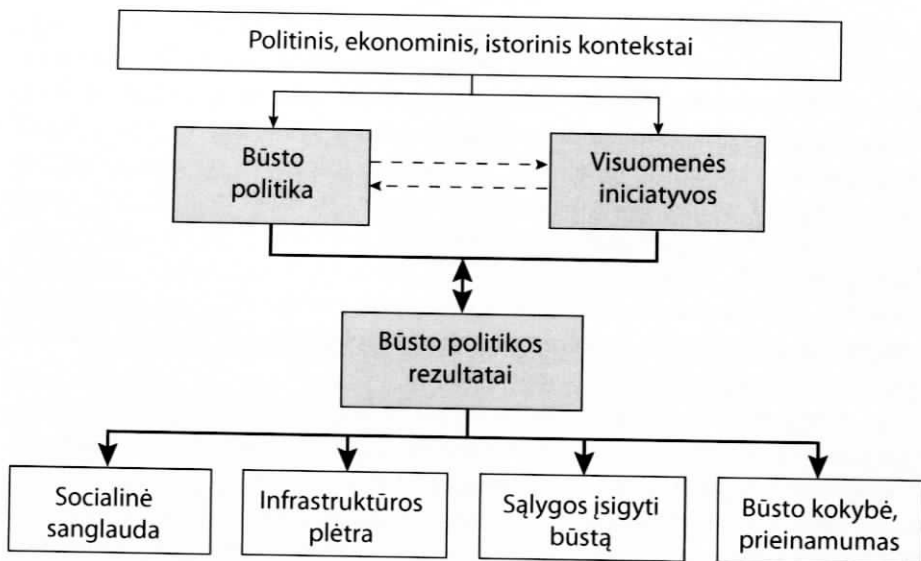 Politinis, ekonominis, istorinis kontekstai
Būsto
politika
Visuomenės
iniciatyvos
Būsto politikos
rezultatai
Socialinė
sanglauda
Infrastruktūros
plėtra
Sąlygos įsigyti
būstą
Būsto kokybė,
prieinamumas